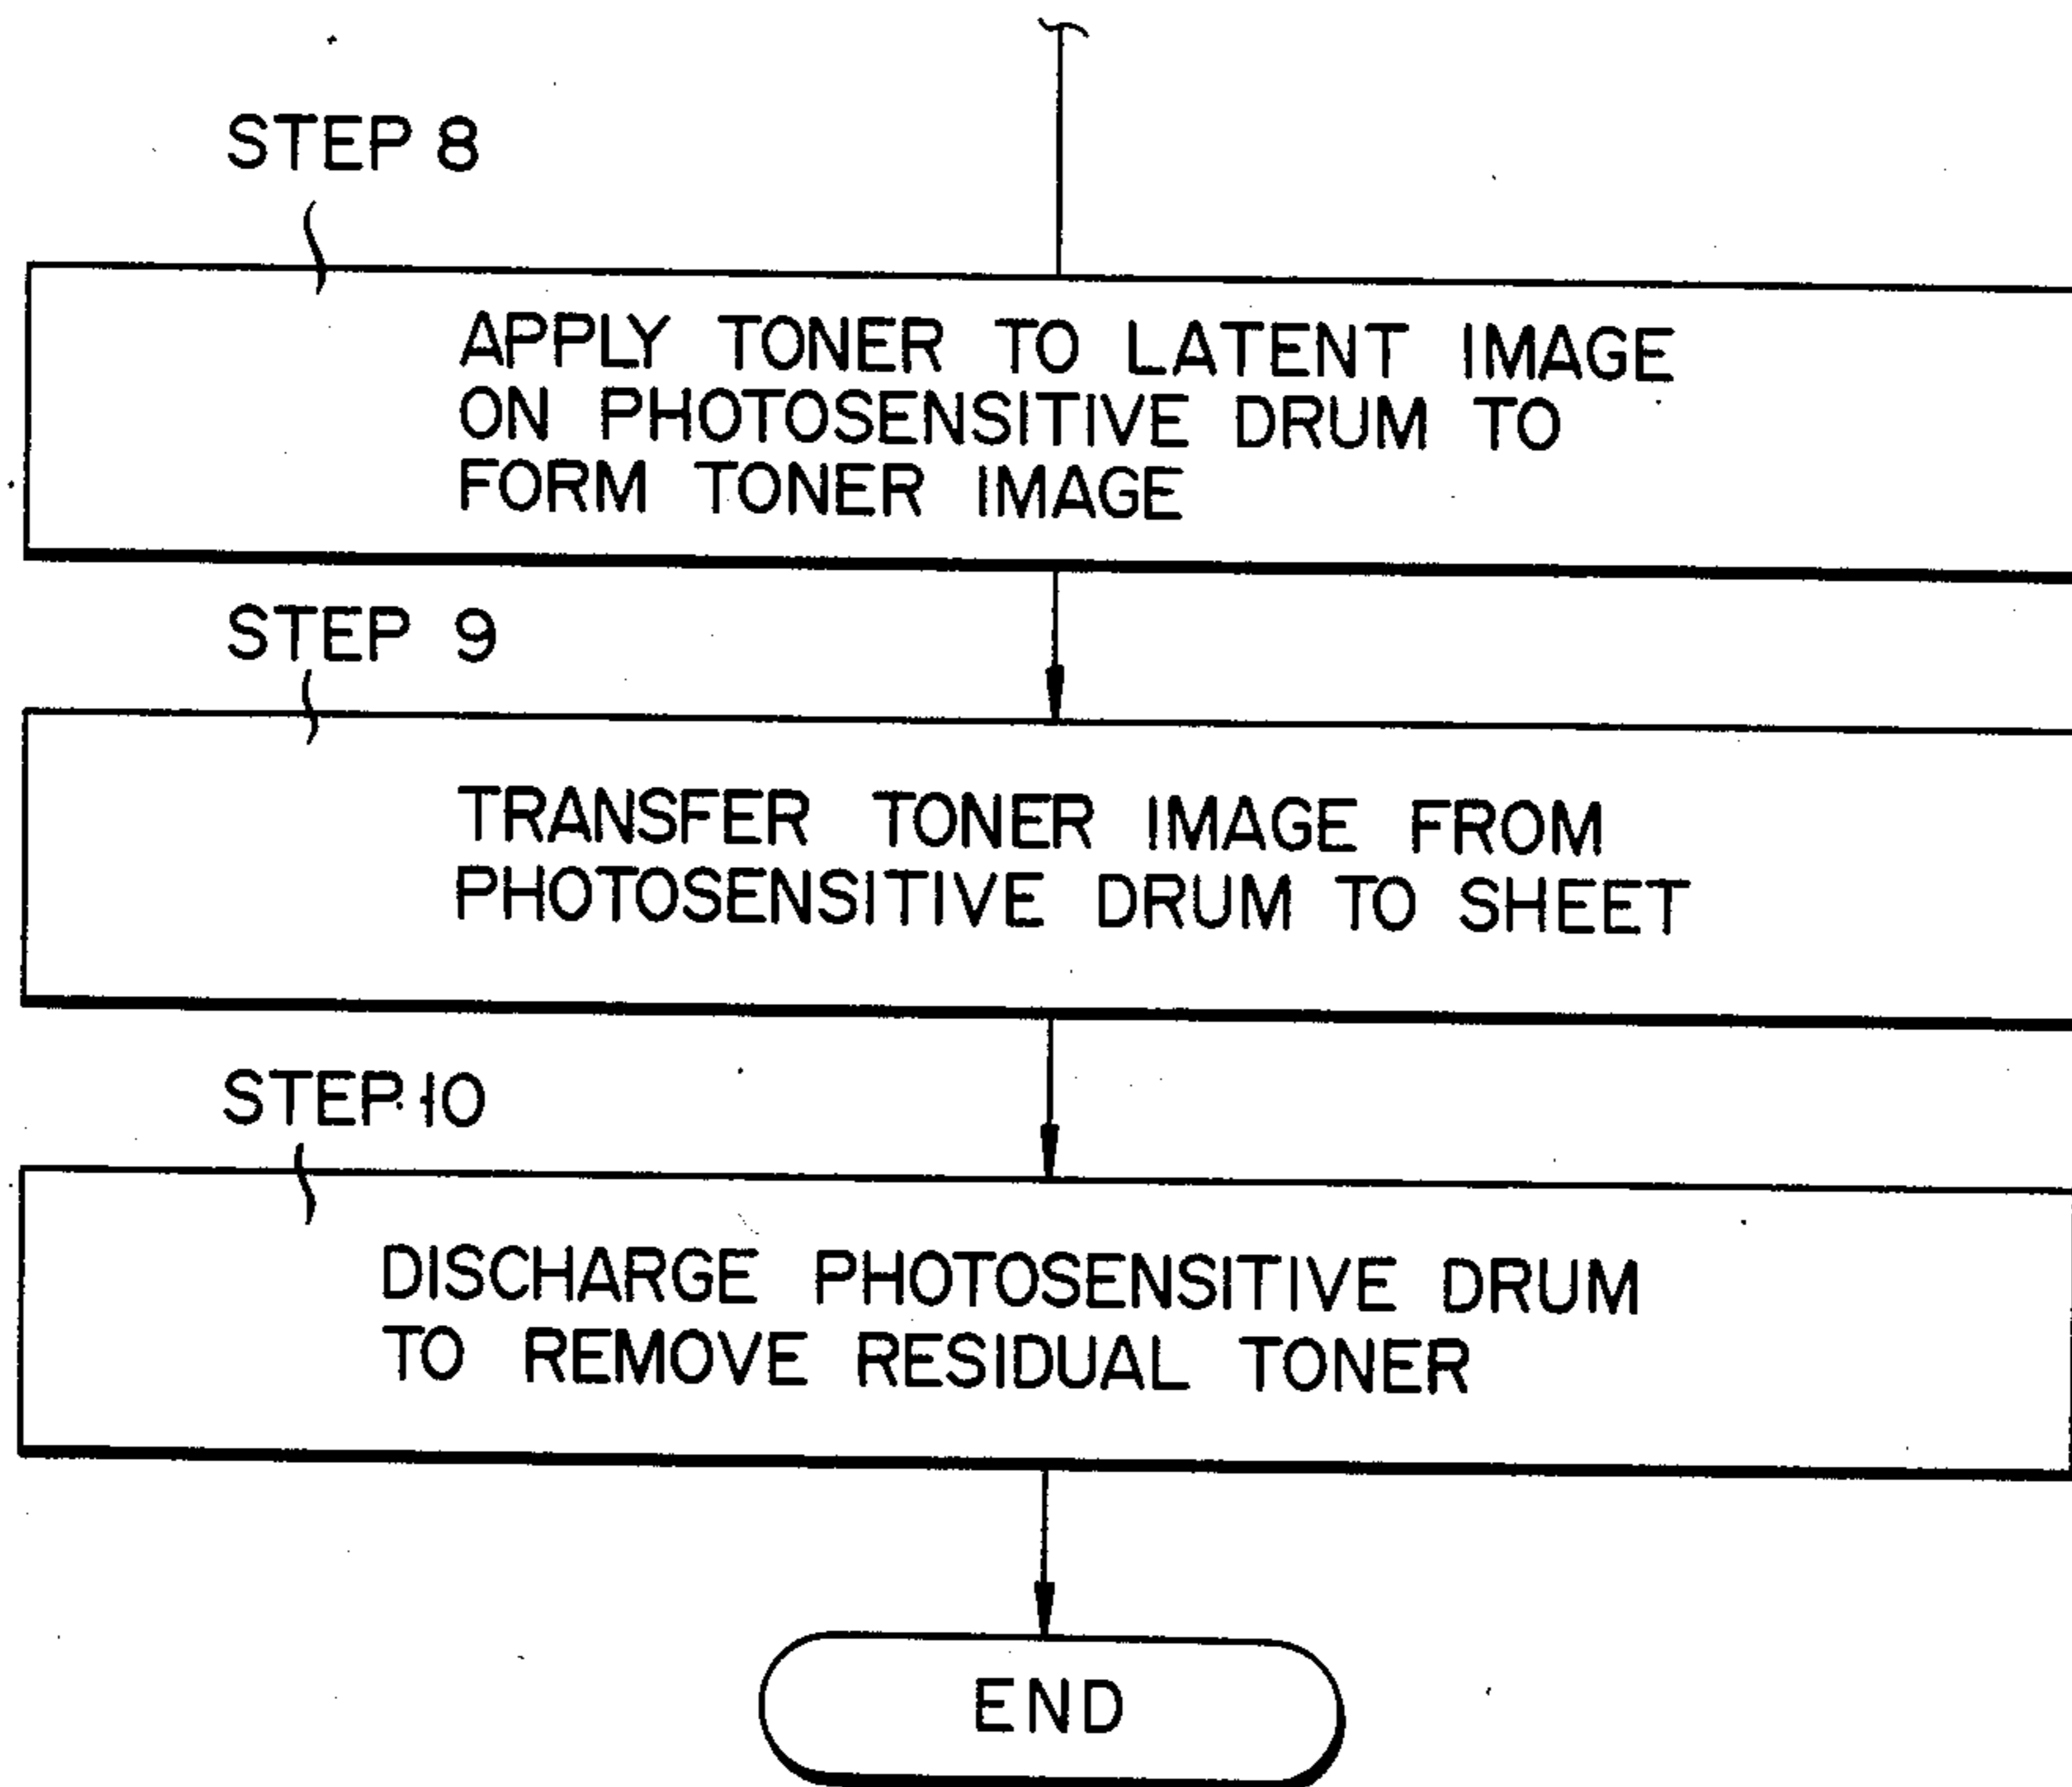 STEP 8
APPLY TONER TO LATENT IMAGE
ON PHOTOSENSITIVE DRUM TO
FORM TONER IMAGE
STEP 9
TRANSFER TONER IMAGE FROM
PHOTOSENSITIVE DRUM TO SHEET
STEP 10
DISCHARGE PHOTOSENSITIVE DRUM
TO REMOVE RESIDUAL TONER
END